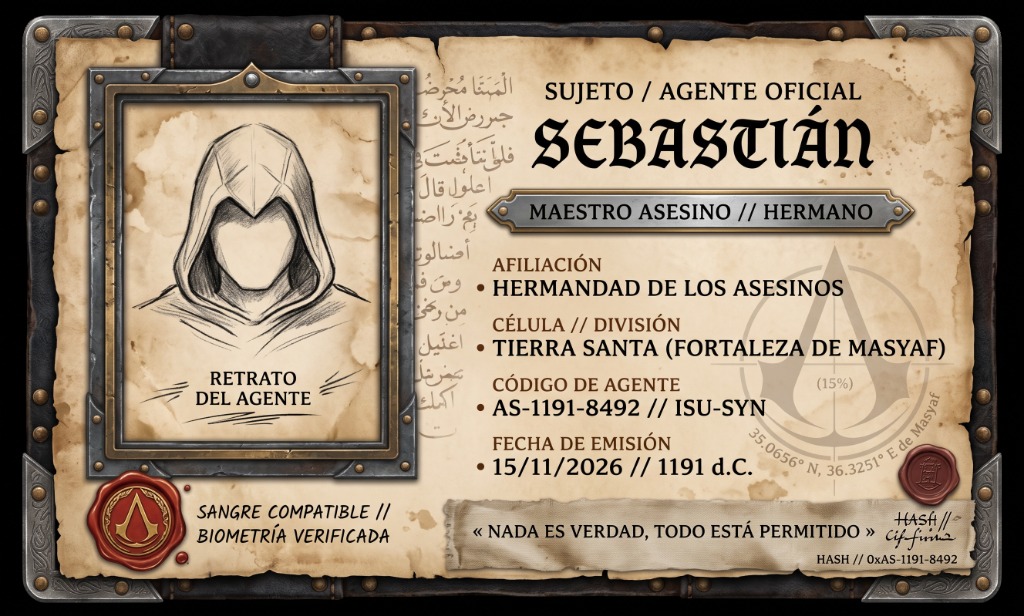 SUJETO / AGENTE OFICIAL
SEBASTIÁN
MAESTRO ASESINO // HERMANO
AFILIACIÓN
• HERMANDAD DE LOS ASESINOS
CÉLULA // DIVISIÓN
• TIERRA SANTA (FORTALEZA DE MASYAF)
(15%)
CÓDIGO DE AGENTE
• AS-1191-8492 // ISU-SYN
FECHA DE EMISIÓN
• 15/11/2026 // 1191 d.C.
35.0656° N, 36.3251° E de Masyaf
RETRATO
DEL AGENTE
SANGRE COMPATIBLE //
BIOMETRÍA VERIFICADA
« NADA ES VERDAD, TODO ESTÁ PERMITIDO »
HASH //
HASH // 0xAS-1191-8492